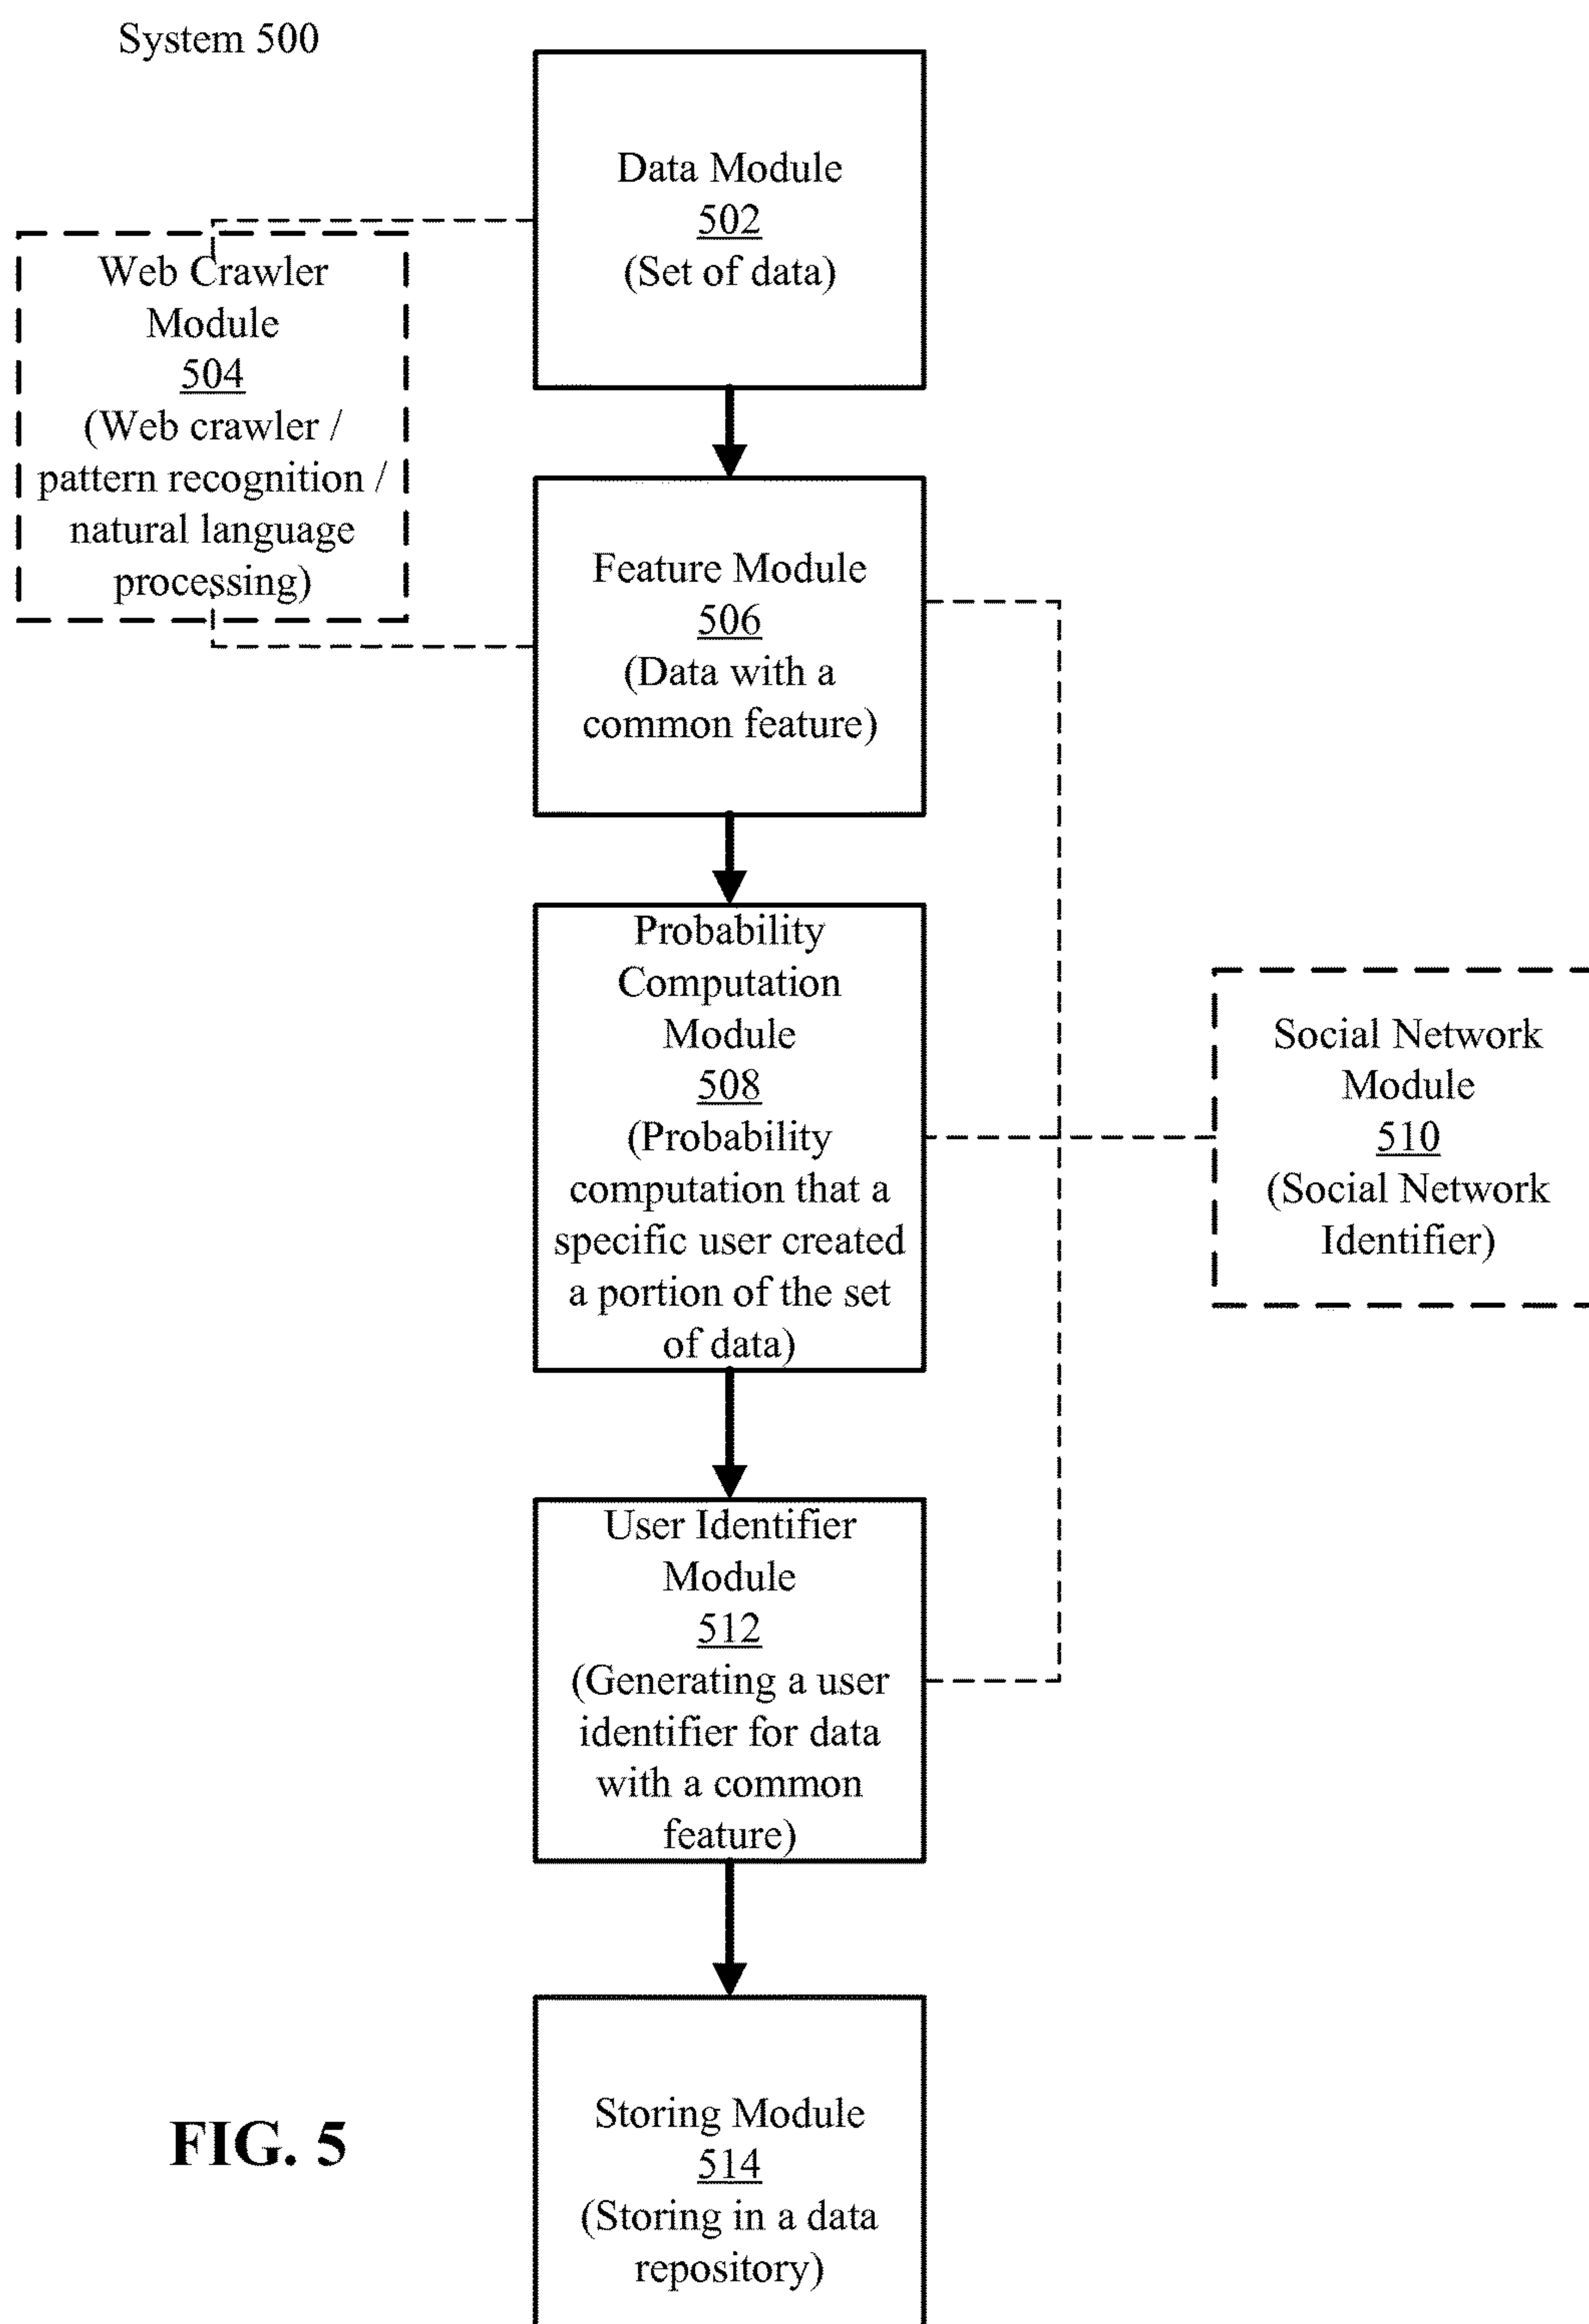 System 500
Data Module
502
(Set of data)
Web Crawler
Module
504
(Web crawler /
pattern recognition /
natural language
processing)
Feature Module
506
(Data with a
common feature)
Probability
Computation
Module
508
(Probability
computation that a
specific user created
a portion of the set
of data)
Social Network
Module
510
(Social Network
Identifier)
User Identifier
Module
512
(Generating a user
identifier for data
with a common
feature)
Storing Module
514
(Storing in a data
repository)
FIG. 5